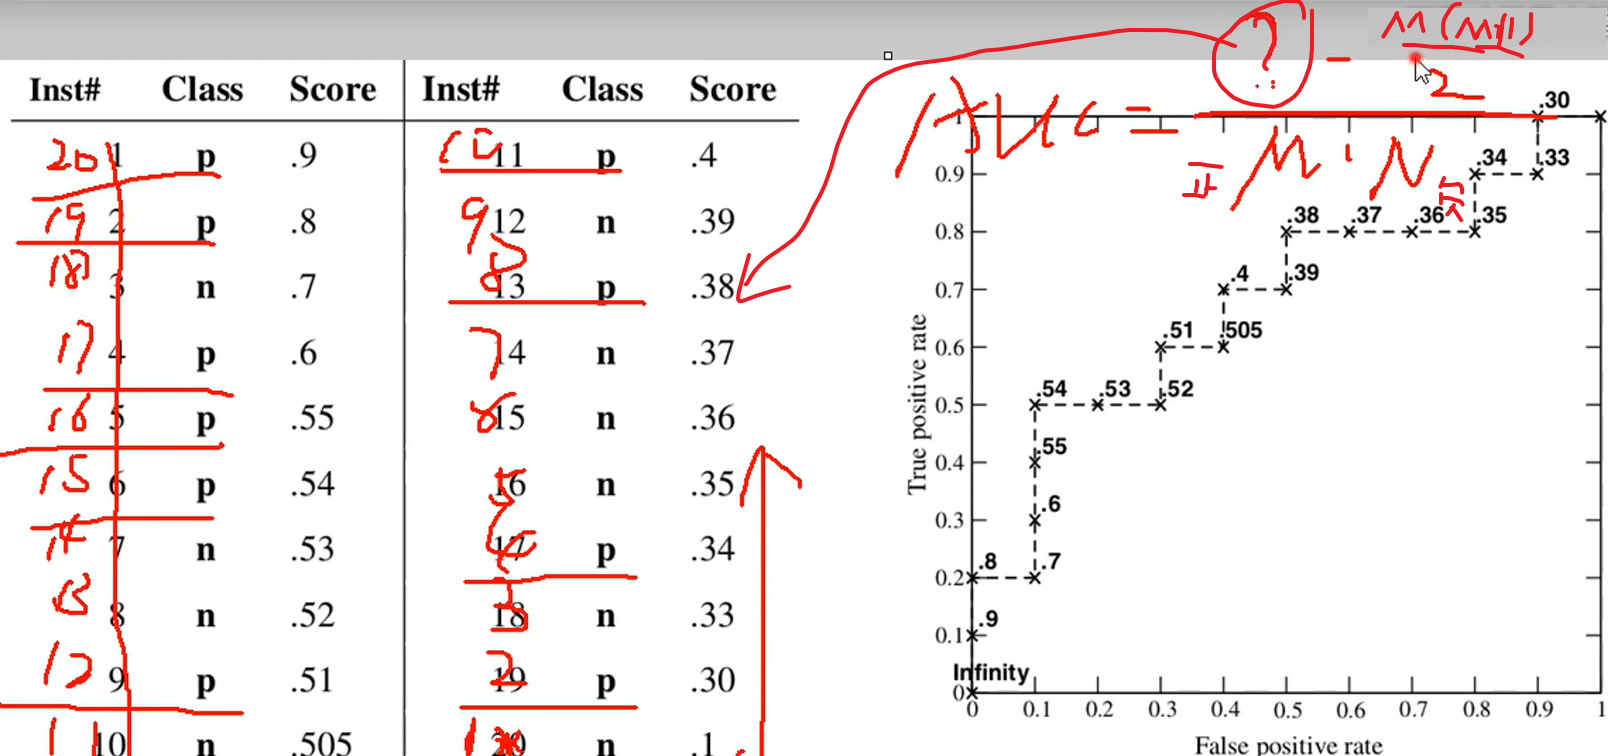 ? - M(M+1)
2
AUC =
M · N
正 反
Inst# Class Score Inst# Class Score
20 1 p .9 10 11 p .4
19 2 p .8 9 12 n .39
18 3 n .7 8 13 p .38
17 4 p .6 7 14 n .37
16 5 p .55 6 15 n .36
15 6 p .54 5 16 n .35
14 7 n .53 4 17 p .34
13 8 n .52 3 18 n .33
12 9 p .51 2 19 p .30
11 10 n .505 1 20 n .1
True positive rate
1
0.9
0.8
0.7
0.6
0.5
0.4
0.3
0.2
0.1
0
.30
.34 .33
.38 .37 .36 .35
.4 .39
.51 .505
.54 .53 .52
.55
.6
.8 .7
.9
Infinity
0 0.1 0.2 0.3 0.4 0.5 0.6 0.7 0.8 0.9 1
False positive rate